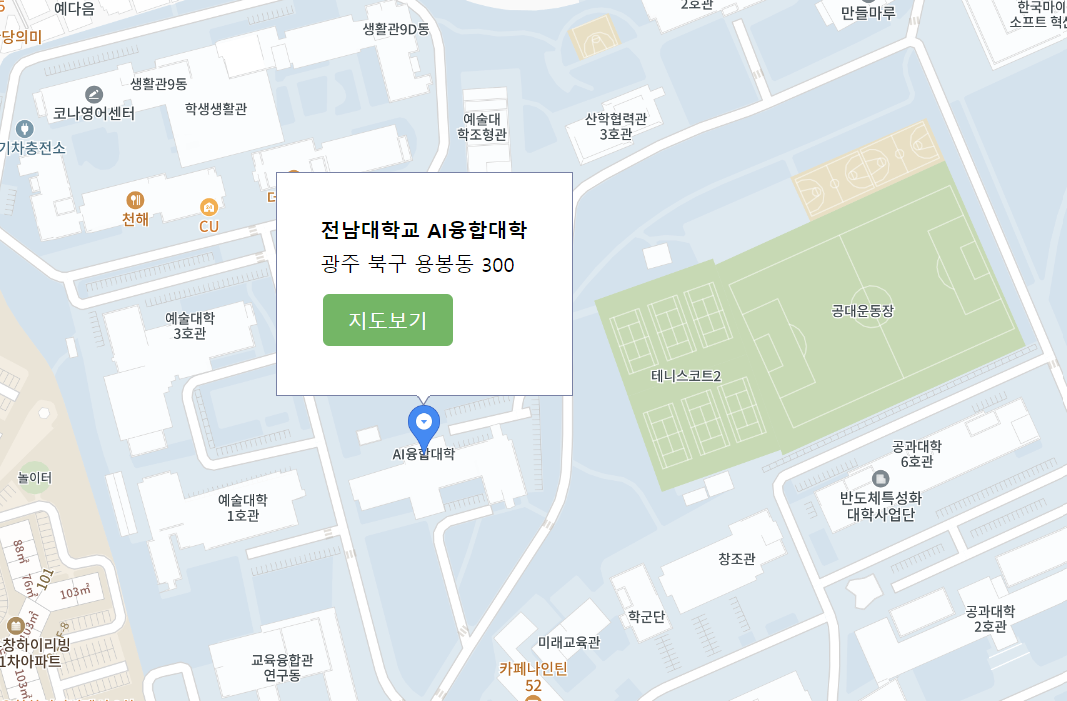 예다음
생활관9D동
2호관
만들마루
한국마이
소프트 혁신
당의미
생활관9동
학생생활관
코나영어센터
기차충전소
예술대
학조형관
산학협력관
3호관
천해
CU
더
전남대학교 AI융합대학
광주 북구 용봉동 300
지도보기
예술대학
3호관
공대운동장
테니스코트2
AI융합대학
공과대학
6호관
반도체특성화
대학사업단
놀이터
예술대학
1호관
창조관
88㎡
76㎡
101
103㎡
103㎡
학군단
공과대학
2호관
창하이리빙
1차아파트
미래교육관
교육융합관
연구동
카페나인틴
52
103㎡